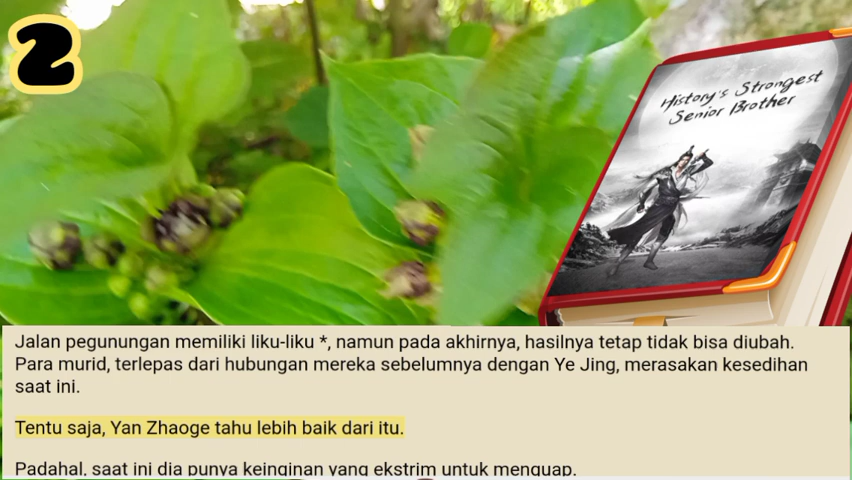 2
History's Strongest
Senior Brother
Jalan pegunungan memiliki liku-liku *, namun pada akhirnya, hasilnya tetap tidak bisa diubah.
Para murid, terlepas dari hubungan mereka sebelumnya dengan Ye Jing, merasakan kesedihan
saat ini.
Tentu saja, Yan Zhaoge tahu lebih baik dari itu.
Padahal, saat ini dia punya keinginan yang ekstrim untuk menguap.